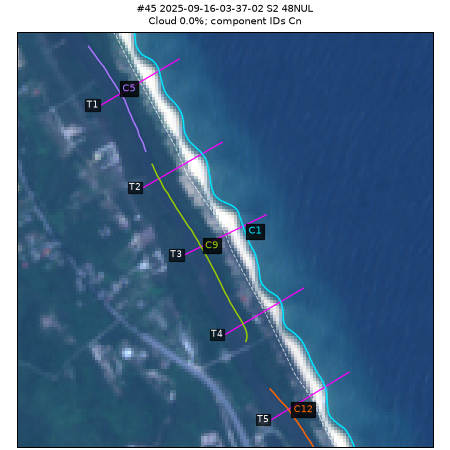 #45 2025-09-16-03-37-02 S2 48NUL
Cloud 0.0%; component IDs Cn
C5
T1
T2
C1
C9
T3
T4
C12
T5